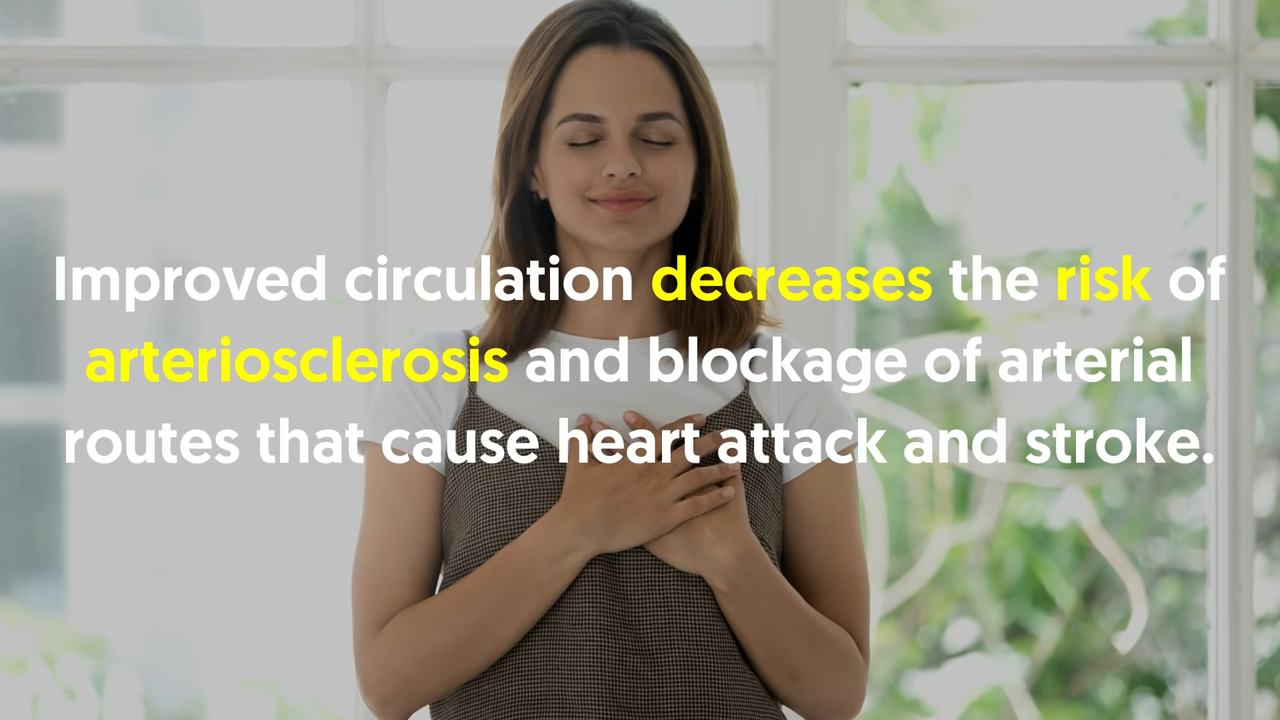 Improved circulation decreases the risk of
arteriosclerosis and blockage of arterial
routes that cause heart attack and stroke.